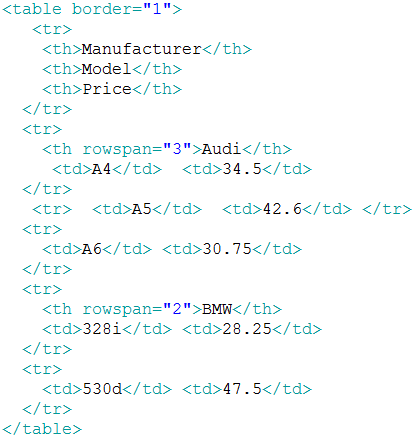 <table border="1">
<tr>
<th>Manufacturer</th>
<th>Model</th>
<th>Price</th>
</tr>
<tr>
<th rowspan="3">Audi</th>
<td>A4</td> <td>34.5</td>
</tr>
<tr> <td>A5</td> <td>42.6</td> </tr>
<tr>
<td>A6</td> <td>30.75</td>
</tr>
<tr>
<th rowspan="2">BMW</th>
<td>328i</td> <td>28.25</td>
</tr>
<tr>
<td>530d</td> <td>47.5</td>
</tr>
</table>